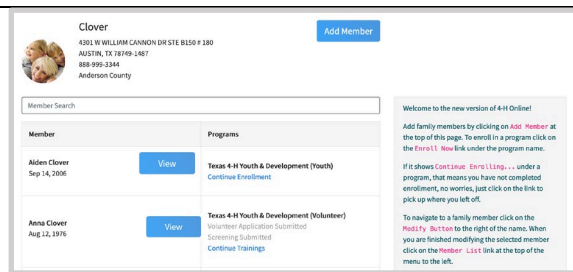 Clover
4301 W WILLIAM CANNON DR STE B150 # 180
AUSTIN, TX 78749-1487
888-999-3344
Anderson County
Add Member
Member Search
Member
Programs
Aiden Clover
Sep 14, 2006
View
Texas 4-H Youth & Development (Youth)
Continue Enrollment
Anna Clover
Aug 12, 1976
View
Texas 4-H Youth & Development (Volunteer)
Volunteer Application Submitted
Screening Submitted
Continue Trainings
Welcome to the new version of 4-H Online!
Add family members by clicking on Add Member at
the top of this page. To enroll in a program click on
the Enroll Now link under the program name.
If it shows Continue Enrolling... under a
program, that means you have not completed
enrollment, no worries, just click on the link to
pick up where you left off.
To navigate to a family member click on the
Modify Button to the right of the name. When
you are finished modifying the selected member
click on the Member List link at the top of the
menu to the left.